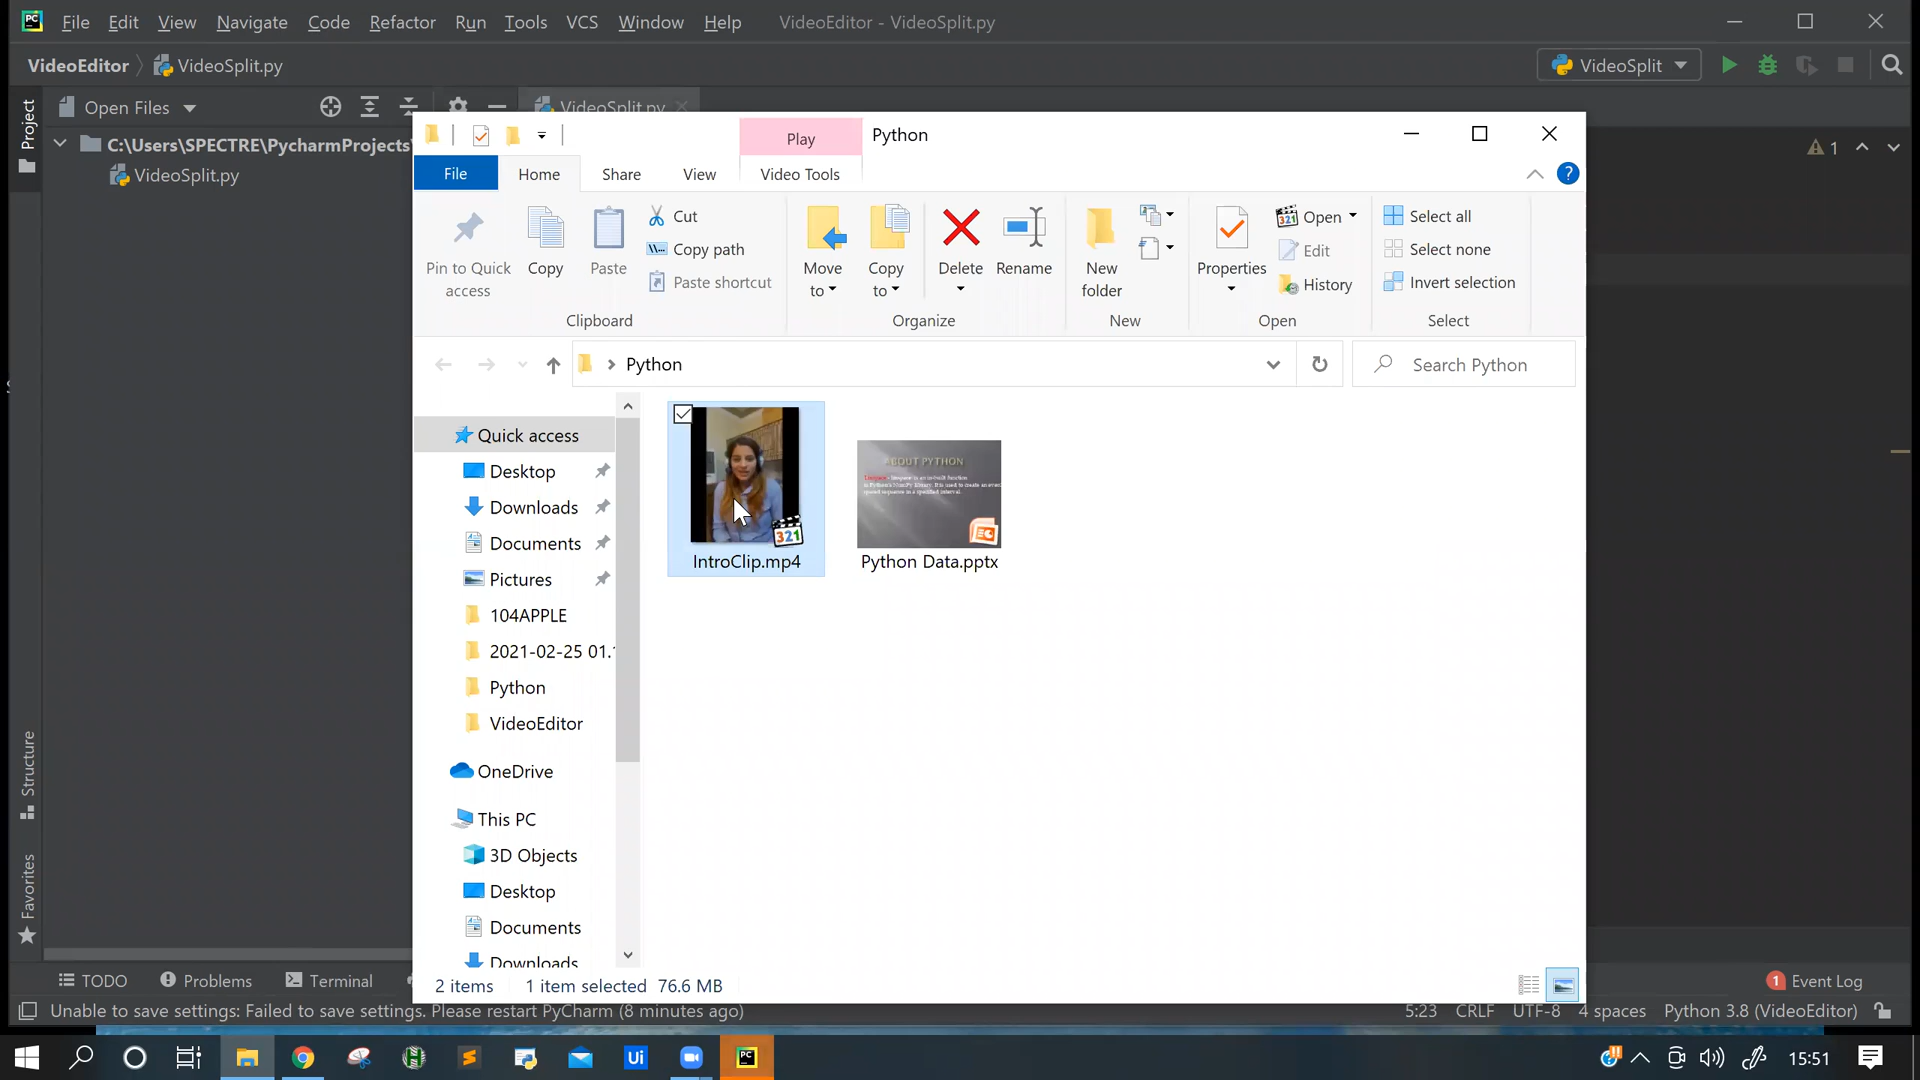 File Edit View Navigate Code Refactor Run Tools VCS Window Help VideoEditor - VideoSplit.py
VideoEditor VideoSplit.py VideoSplit
Open Files VideoSplit.py
Project
C:\Users\SPECTRE\PycharmProjects\
VideoSplit.py
1
Play Python
File Home Share View Video Tools
Pin to Quick access
Copy
Paste
Cut
Copy path
Paste shortcut
Clipboard
Move to
Copy to
Delete
Rename
Organize
New folder
New
Properties
Open
Edit
History
Open
Select all
Select none
Invert selection
Select
Python Search Python
Quick access
Desktop
Downloads
Documents
Pictures
104APPLE
2021-02-25 01.
Python
VideoEditor
OneDrive
This PC
3D Objects
Desktop
Documents
Downloads
321
IntroClip.mp4
ABOUT PYTHON
Python Data.pptx
2 items 1 item selected 76.6 MB
Structure
Favorites
TODO Problems Terminal 1 Event Log
Unable to save settings: Failed to save settings. Please restart PyCharm (8 minutes ago) 5:23 CRLF UTF-8 4 spaces Python 3.8 (VideoEditor)
15:51